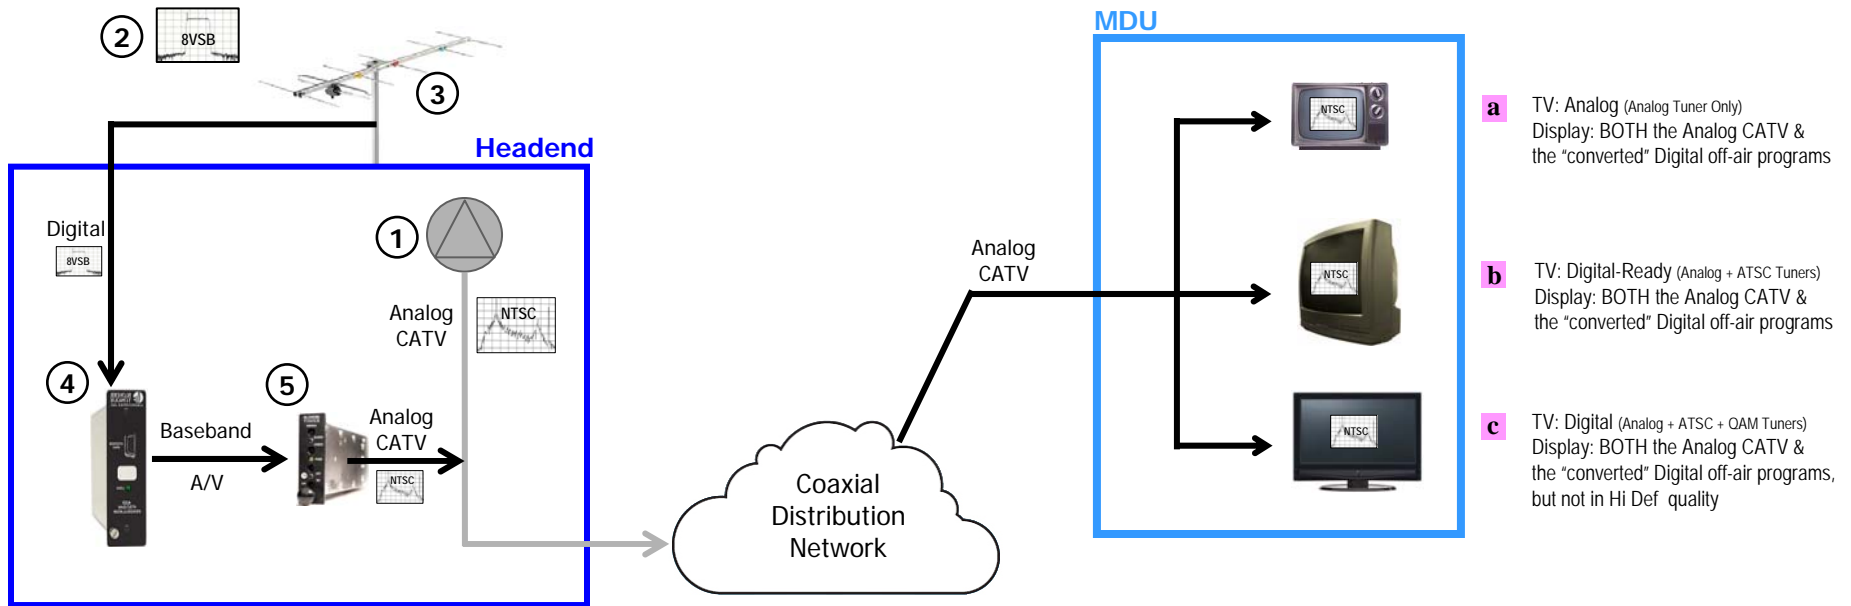 MDU
2
8VSB
3
Headend
Digital
8VSB
1
Analog
CATV
NTSC
4
5
Baseband
A/V
Analog
CATV
NTSC
Coaxial
Distribution
Network
Analog
CATV
NTSC
NTSC
NTSC
a
TV: Analog (Analog Tuner Only)
Display: BOTH the Analog CATV &
the “converted” Digital off-air programs
b
TV: Digital-Ready (Analog + ATSC Tuners)
Display: BOTH the Analog CATV &
the “converted” Digital off-air programs
c
TV: Digital (Analog + ATSC + QAM Tuners)
Display: BOTH the Analog CATV &
the “converted” Digital off-air programs,
but not in Hi Def quality